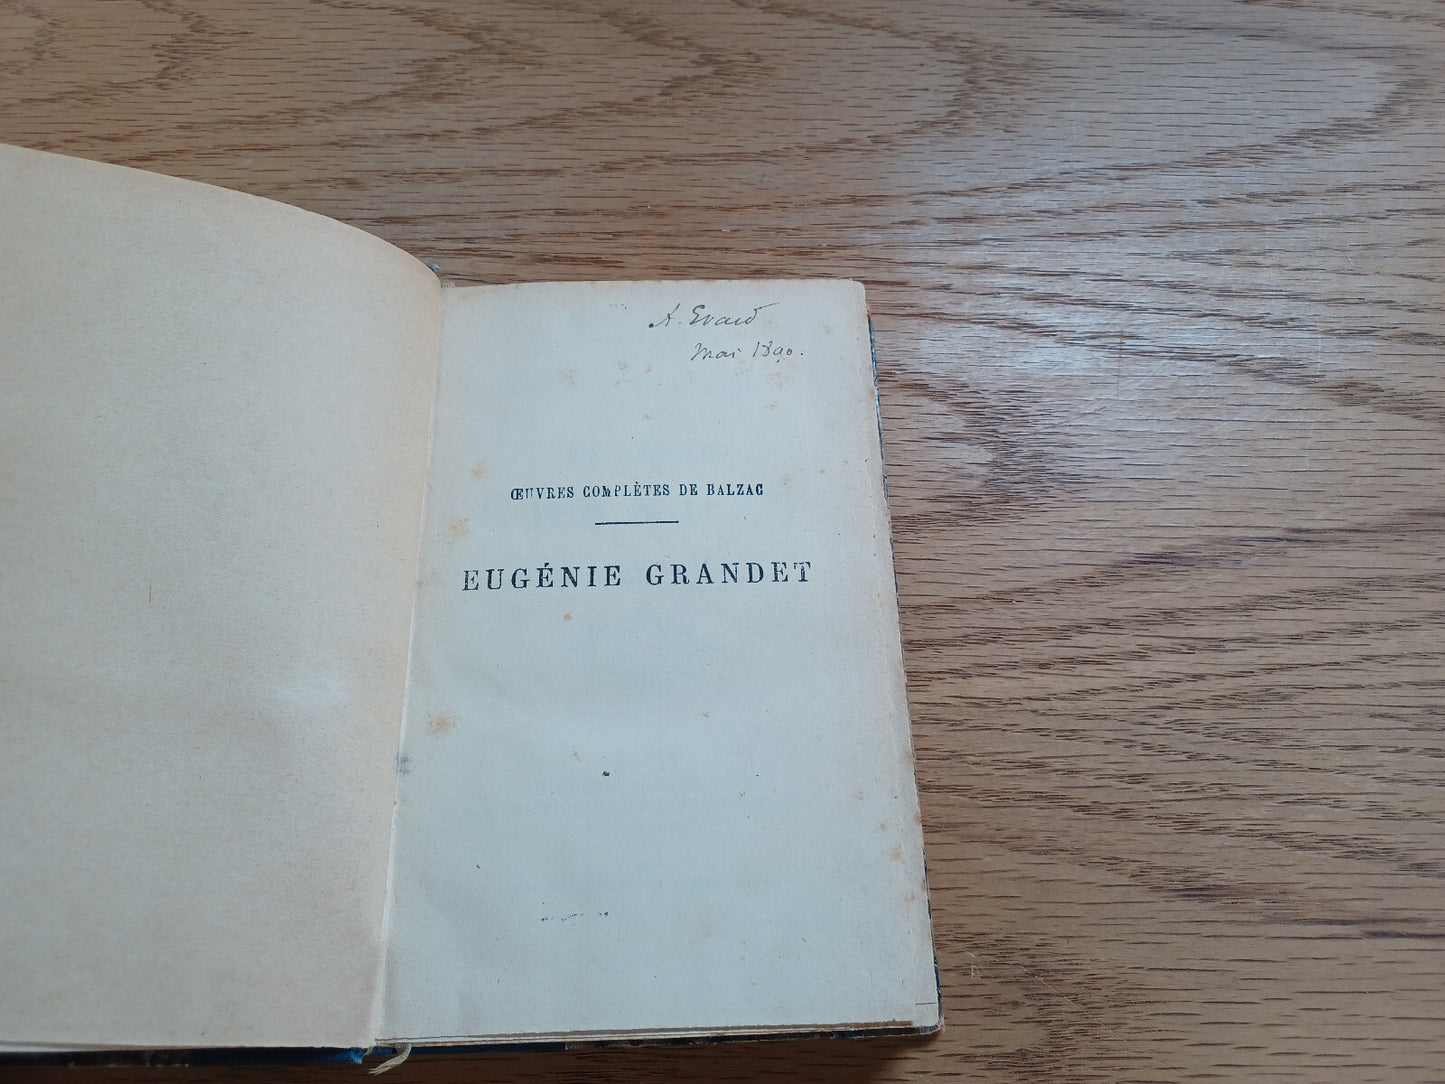 A. Evard
Mai 1890.
ŒUVRES COMPLÈTES DE BALZAC
EUGÉNIE GRANDET